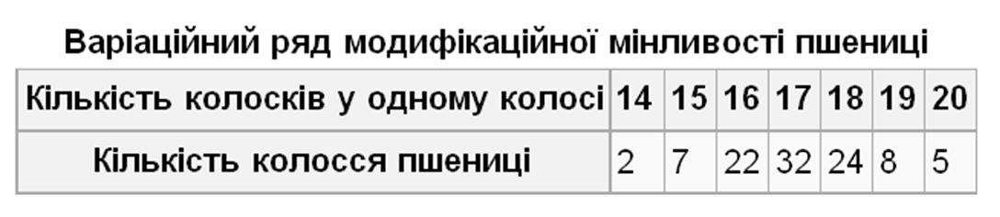 Варіаційний ряд модифікаційної мінливості пшениці
Кількість колосків у одному колосі 14 15 16 17 18 19 20
Кількість колосся пшениці 2 7 22 32 24 8 5